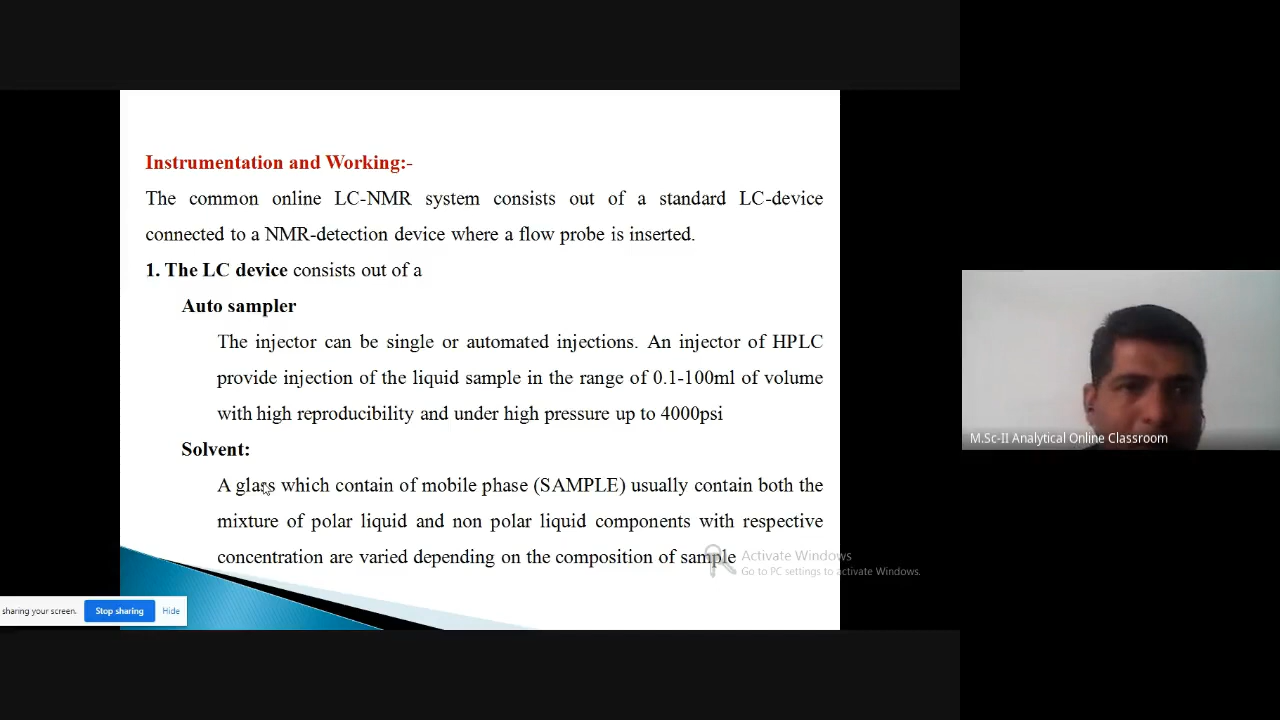 Instrumentation and Working:-
The common online LC-NMR system consists out of a standard LC-device
connected to a NMR-detection device where a flow probe is inserted.
1. The LC device consists out of a
Auto sampler
The injector can be single or automated injections. An injector of HPLC
provide injection of the liquid sample in the range of 0.1-100ml of volume
with high reproducibility and under high pressure up to 4000psi
Solvent:
A glass which contain of mobile phase (SAMPLE) usually contain both the
mixture of polar liquid and non polar liquid components with respective
concentration are varied depending on the composition of sample
Activate Windows
Go to PC settings to activate Windows.
sharing your screen. Stop sharing Hide
M.Sc-II Analytical Online Classroom